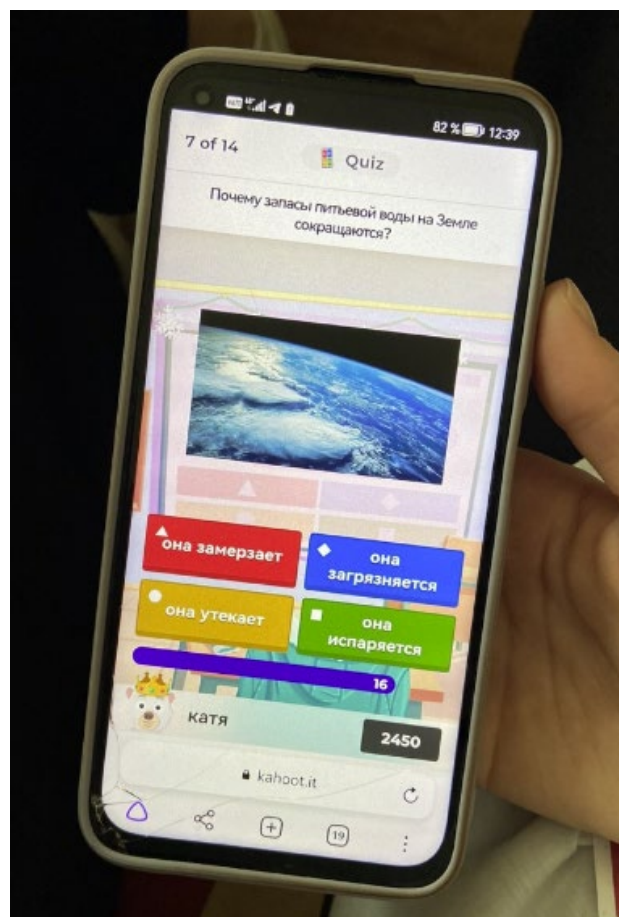 82 % 12:39
7 of 14
Quiz
Почему запасы питьевой воды на Земле
сокращаются?
она замерзает
она
загрязняется
она утекает
она
испаряется
16
катя
2450
kahoot.it
19